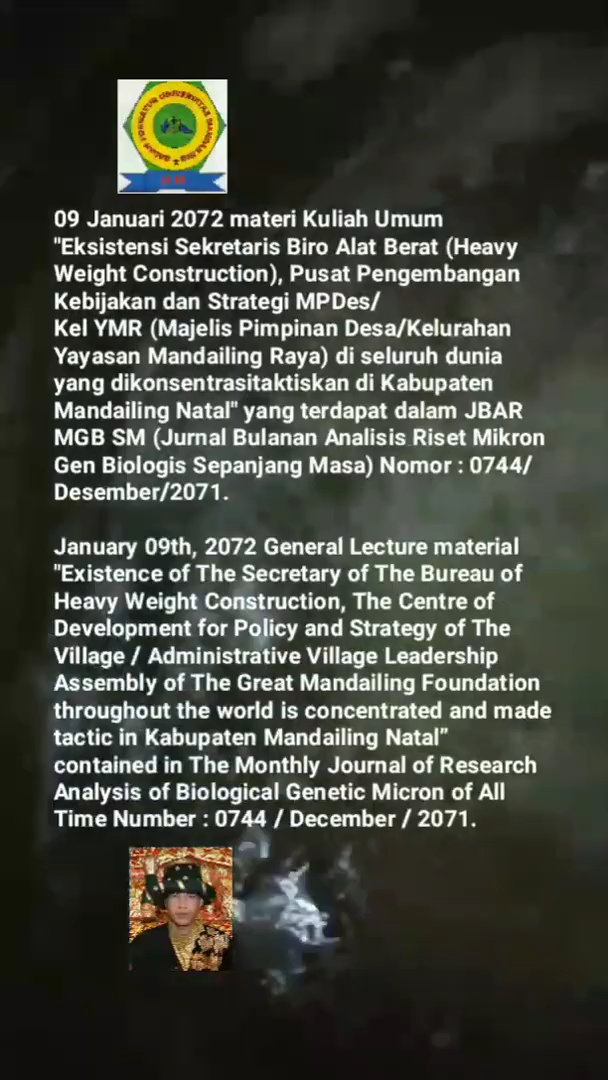 09 Januari 2072 materi Kuliah Umum
"Eksistensi Sekretaris Biro Alat Berat (Heavy
Weight Construction), Pusat Pengembangan
Kebijakan dan Strategi MPDes/
Kel YMR (Majelis Pimpinan Desa/Kelurahan
Yayasan Mandailing Raya) di seluruh dunia
yang dikonsentrasitaktiskan di Kabupaten
Mandailing Natal" yang terdapat dalam JBAR
MGB SM (Jurnal Bulanan Analisis Riset Mikron
Gen Biologis Sepanjang Masa) Nomor : 0744/
Desember/2071.
January 09th, 2072 General Lecture material
"Existence of The Secretary of The Bureau of
Heavy Weight Construction, The Centre of
Development for Policy and Strategy of The
Village / Administrative Village Leadership
Assembly of The Great Mandailing Foundation
throughout the world is concentrated and made
tactic in Kabupaten Mandailing Natal”
contained in The Monthly Journal of Research
Analysis of Biological Genetic Micron of All
Time Number : 0744 / December / 2071.